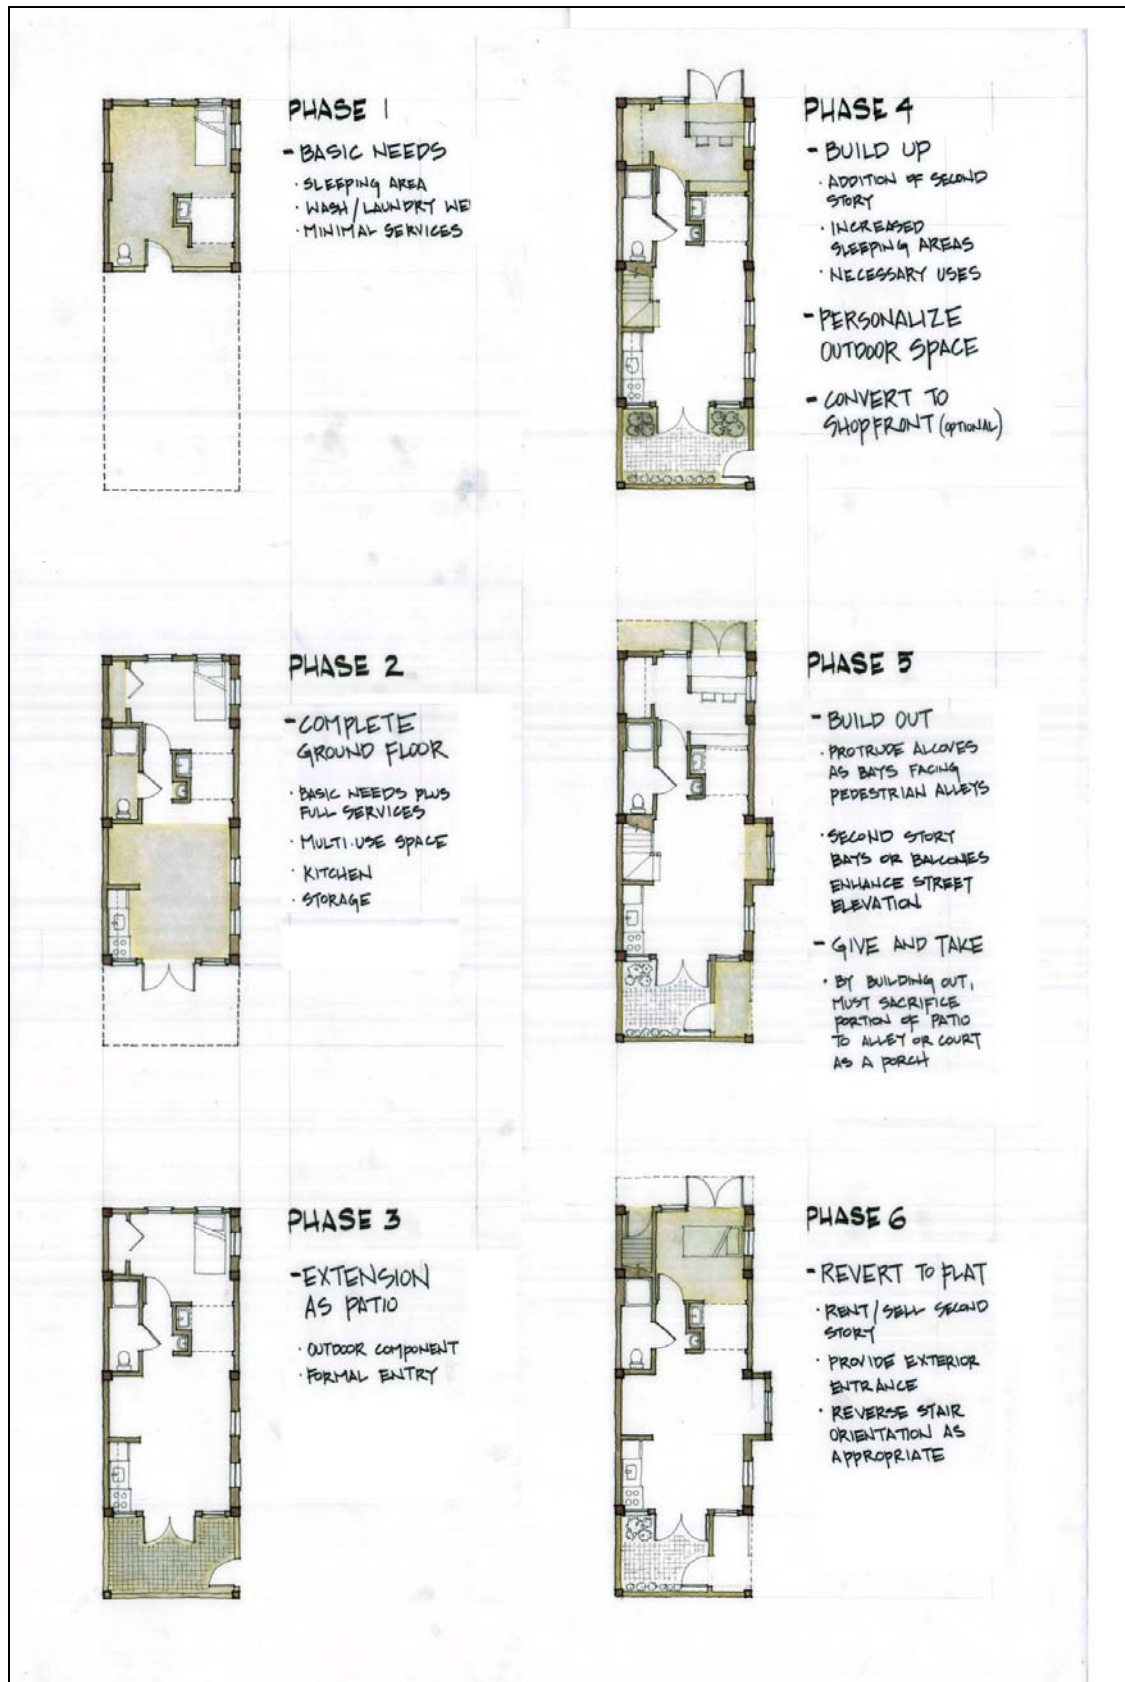 PHASE 1
- BASIC NEEDS
· SLEEPING AREA
· WASH/LAUNDRY WE
· MINIMAL SERVICES
PHASE 2
- COMPLETE
GROUND FLOOR
· BASIC NEEDS PLUS
FULL SERVICES
· MULTI-USE SPACE
· KITCHEN
· STORAGE
PHASE 3
- EXTENSION
AS PATIO
· OUTDOOR COMPONENT
· FORMAL ENTRY
PHASE 4
- BUILD UP
· ADDITION OF SECOND
STORY
· INCREASED
SLEEPING AREAS
· NECESSARY USES
- PERSONALIZE
OUTDOOR SPACE
- CONVERT TO
SHOPFRONT (OPTIONAL)
PHASE 5
- BUILD OUT
· PROTRUDE ALCOVES
AS BAYS FACING
PEDESTRIAN ALLEYS
· SECOND STORY
BAYS OR BALCONIES
ENHANCE STREET
ELEVATION
- GIVE AND TAKE
· BY BUILDING OUT,
MUST SACRIFICE
PORTION OF PATIO
TO ALLEY OR COURT
AS A PORCH
PHASE 6
- REVERT TO FLAT
· RENT/SELL SECOND
STORY
· PROVIDE EXTERIOR
ENTRANCE
· REVERSE STAIR
ORIENTATION AS
APPROPRIATE